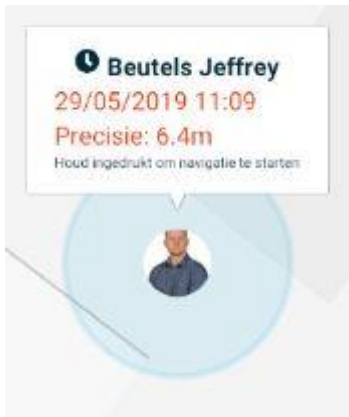 Beutels Jeffrey
29/05/2019 11:09
Precisie: 6.4m
Houd ingedrukt om navigatie te starten